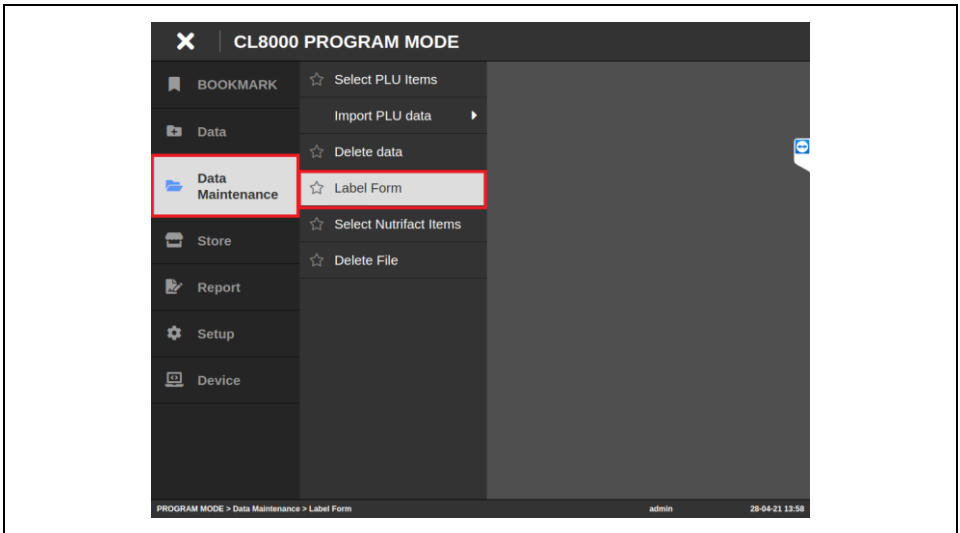 CL8000 PROGRAM MODE
BOOKMARK
Data
Data
Maintenance
Store
Report
Setup
Device
Select PLU Items
Import PLU data
Delete data
Label Form
Select Nutrifact Items
Delete File
PROGRAM MODE > Data Maintenance > Label Form
admin
28-04-21 13:58